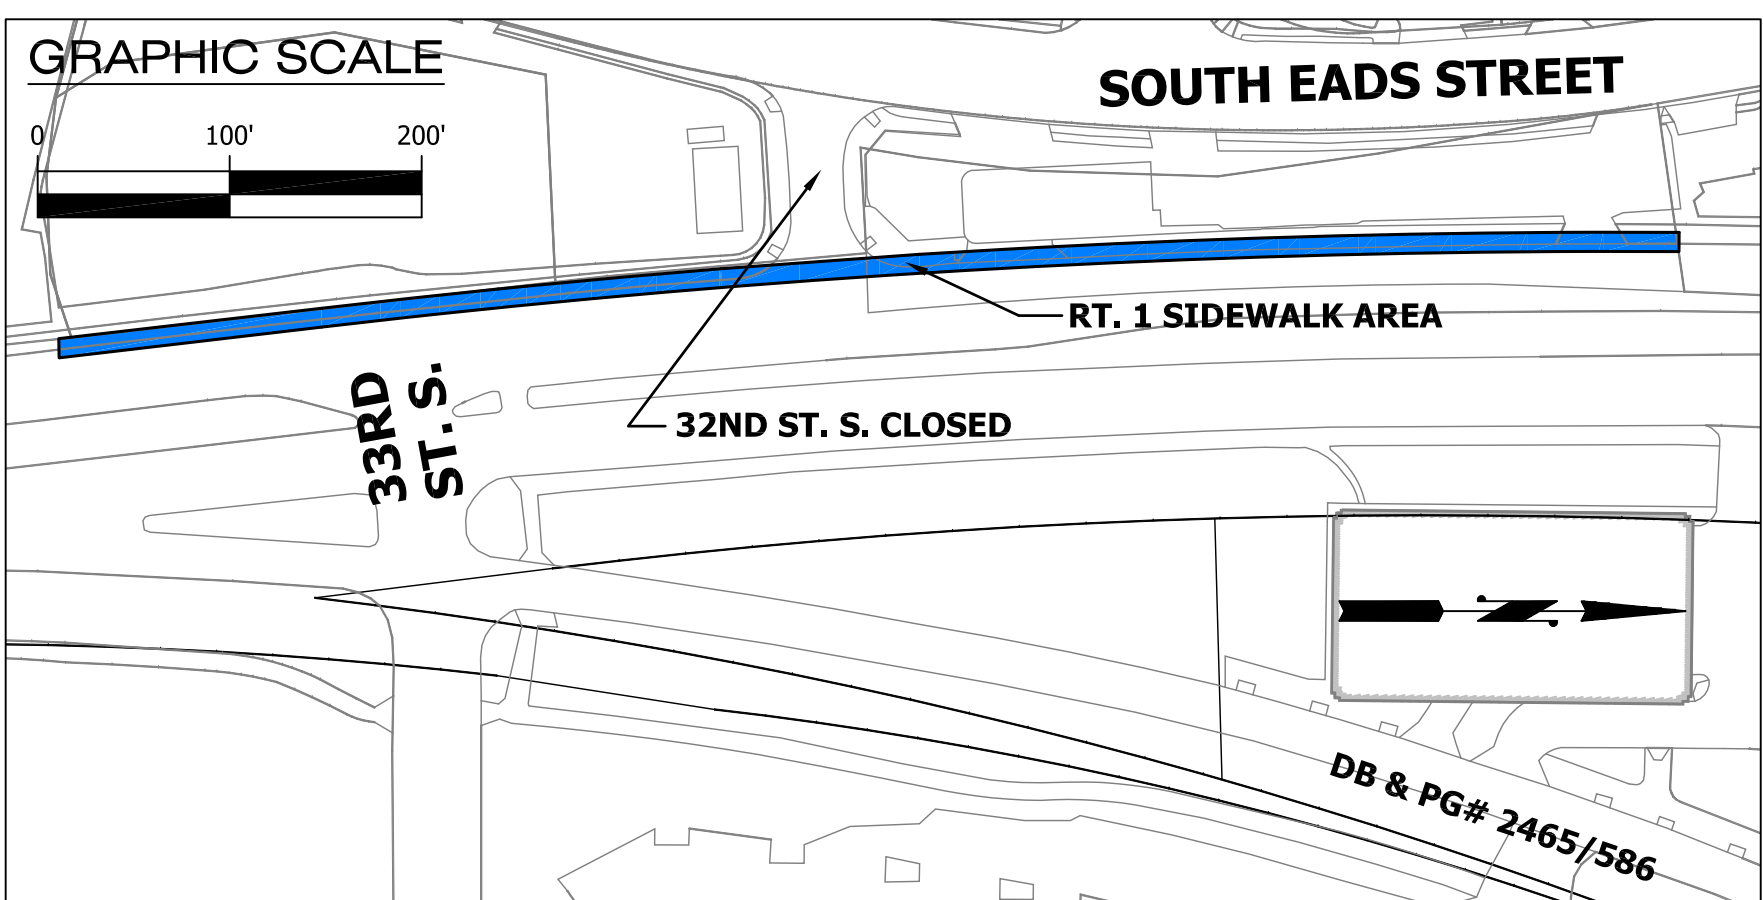 GRAPHIC SCALE
0 100' 200'
SOUTH EADS STREET
RT. 1 SIDEWALK AREA
32ND ST. S. CLOSED
33RD
ST. S.
DB & PG# 2465/586